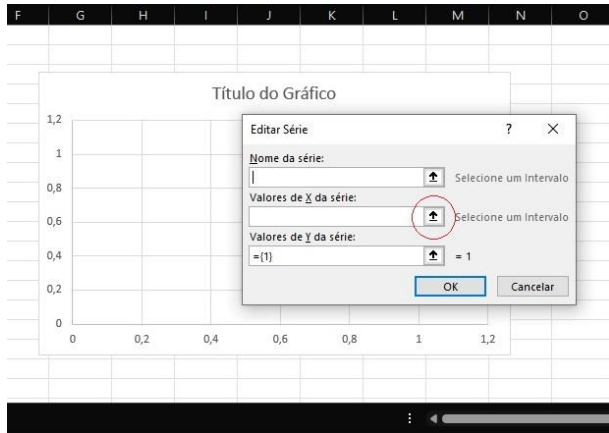 F G H I J K L M N O
Título do Gráfico
1,2
1
0,8
0,6
0,4
0,2
0
0 0,2 0,4 0,6 0,8 1 1,2
Editar Série ? ×
Nome da série:
Selecione um Intervalo
Valores de X da série:
Selecione um Intervalo
Valores de Y da série:
={1} = 1
OK Cancelar